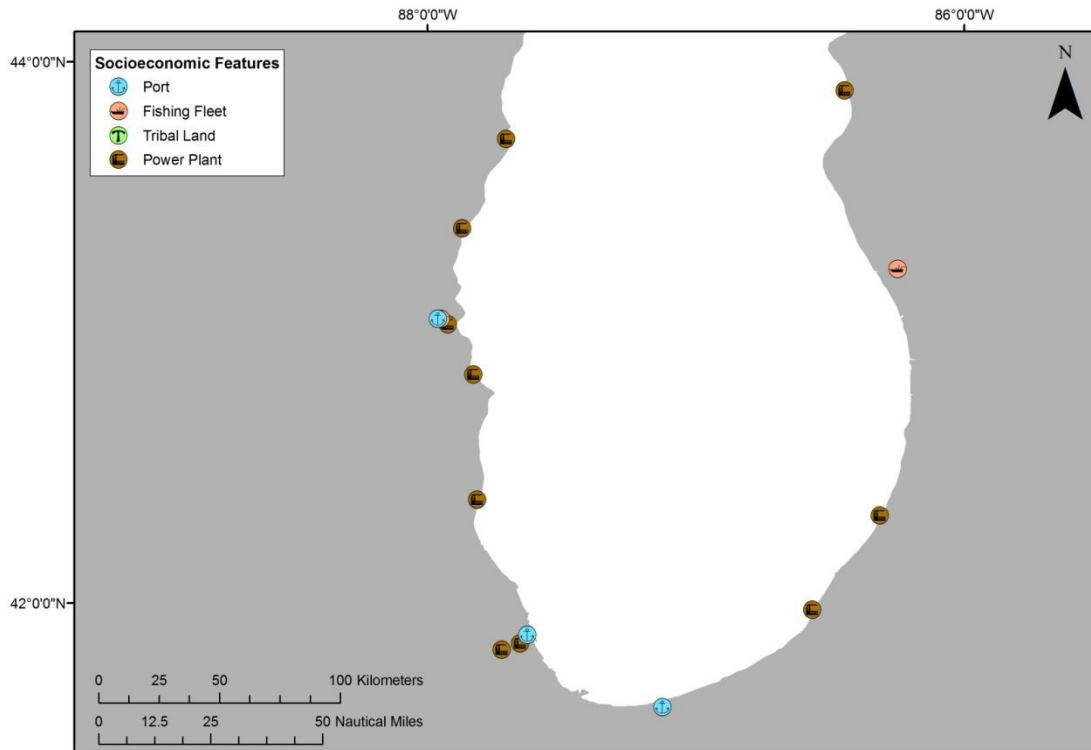 88°0'0"W 86°0'0"W
44°0'0"N
Socioeconomic Features
Port
Fishing Fleet
Tribal Land
Power Plant
N
42°0'0"N
0 25 50 100 Kilometers
0 12.5 25 50 Nautical Miles